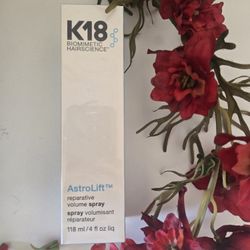 K18
BIOMIMETIC
HAIRSCIENCE
AstroLift™
reparative
volume spray
spray volumisant
réparateur
118 ml / 4 fl oz liq